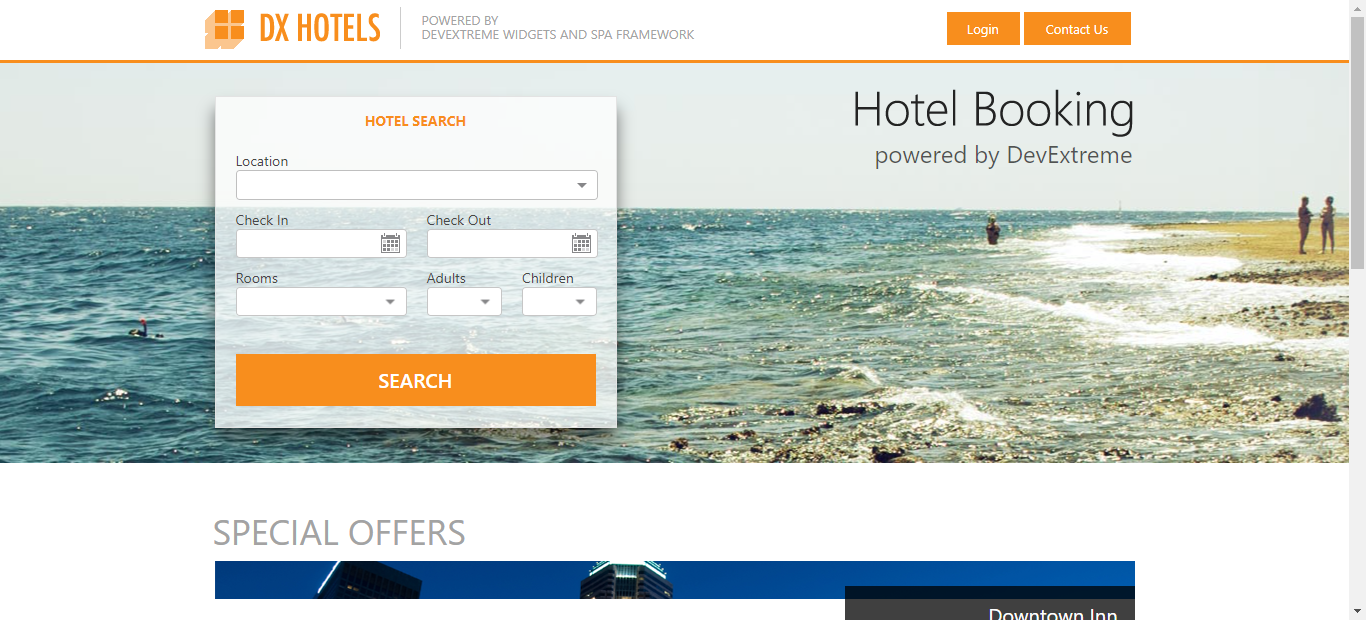 DX HOTELS
POWERED BY
DEVEXTREME WIDGETS AND SPA FRAMEWORK
Login
Contact Us
Hotel Booking
powered by DevExtreme
HOTEL SEARCH
Location
Check In
Check Out
Rooms
Adults
Children
SEARCH
SPECIAL OFFERS
Downtown Inn